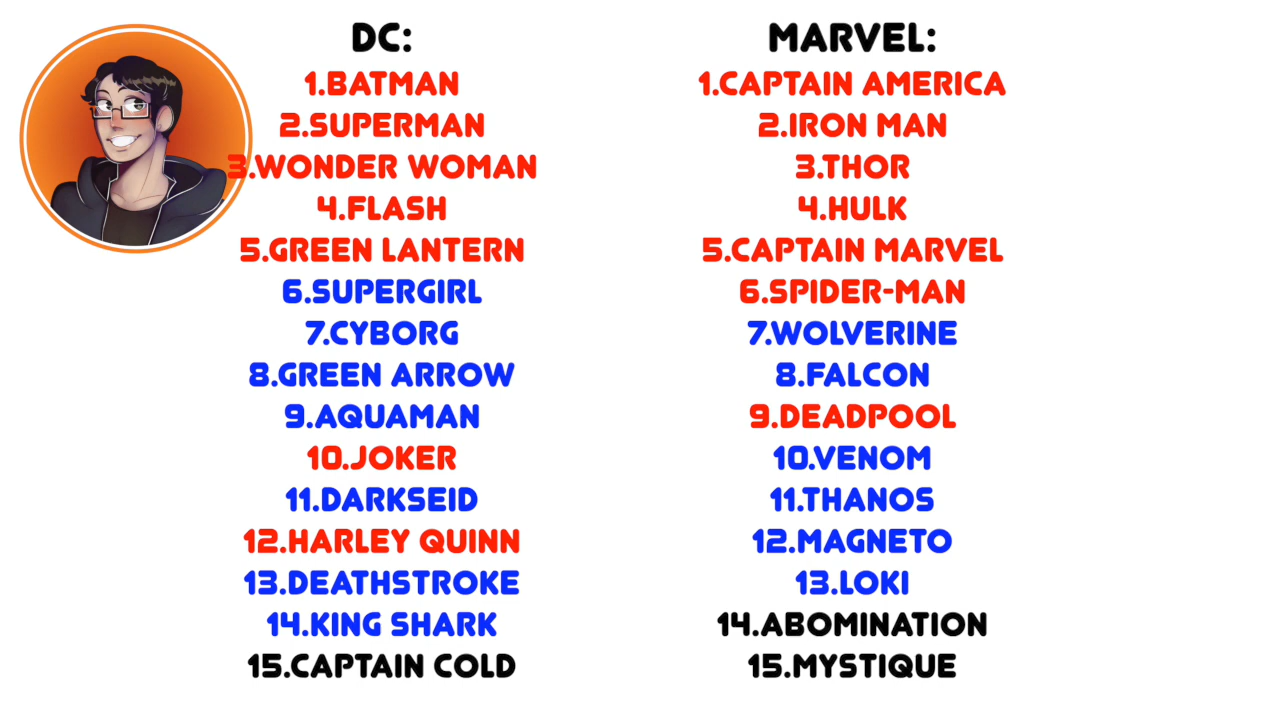 DC:
1.BATMAN
2.SUPERMAN
3.WONDER WOMAN
4.FLASH
5.GREEN LANTERN
6.SUPERGIRL
7.CYBORG
8.GREEN ARROW
9.AQUAMAN
10.JOKER
11.DARKSEID
12.HARLEY QUINN
13.DEATHSTROKE
14.KING SHARK
15.CAPTAIN COLD
MARVEL:
1.CAPTAIN AMERICA
2.IRON MAN
3.THOR
4.HULK
5.CAPTAIN MARVEL
6.SPIDER-MAN
7.WOLVERINE
8.FALCON
9.DEADPOOL
10.VENOM
11.THANOS
12.MAGNETO
13.LOKI
14.ABOMINATION
15.MYSTIQUE